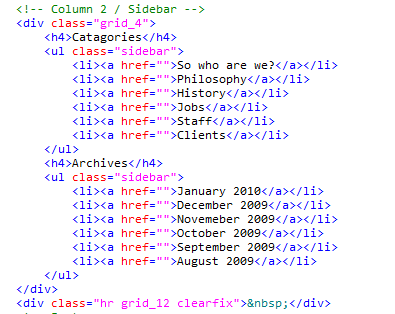 <!-- Column 2 / Sidebar -->
<div class="grid_4">
<h4>Catagories</h4>
<ul class="sidebar">
<li><a href="">So who are we?</a></li>
<li><a href="">Philosophy</a></li>
<li><a href="">History</a></li>
<li><a href="">Jobs</a></li>
<li><a href="">Staff</a></li>
<li><a href="">Clients</a></li>
</ul>
<h4>Archives</h4>
<ul class="sidebar">
<li><a href="">January 2010</a></li>
<li><a href="">December 2009</a></li>
<li><a href="">Novemeber 2009</a></li>
<li><a href="">October 2009</a></li>
<li><a href="">September 2009</a></li>
<li><a href="">August 2009</a></li>
</ul>
</div>
<div class="hr grid_12 clearfix">&nbsp;</div>